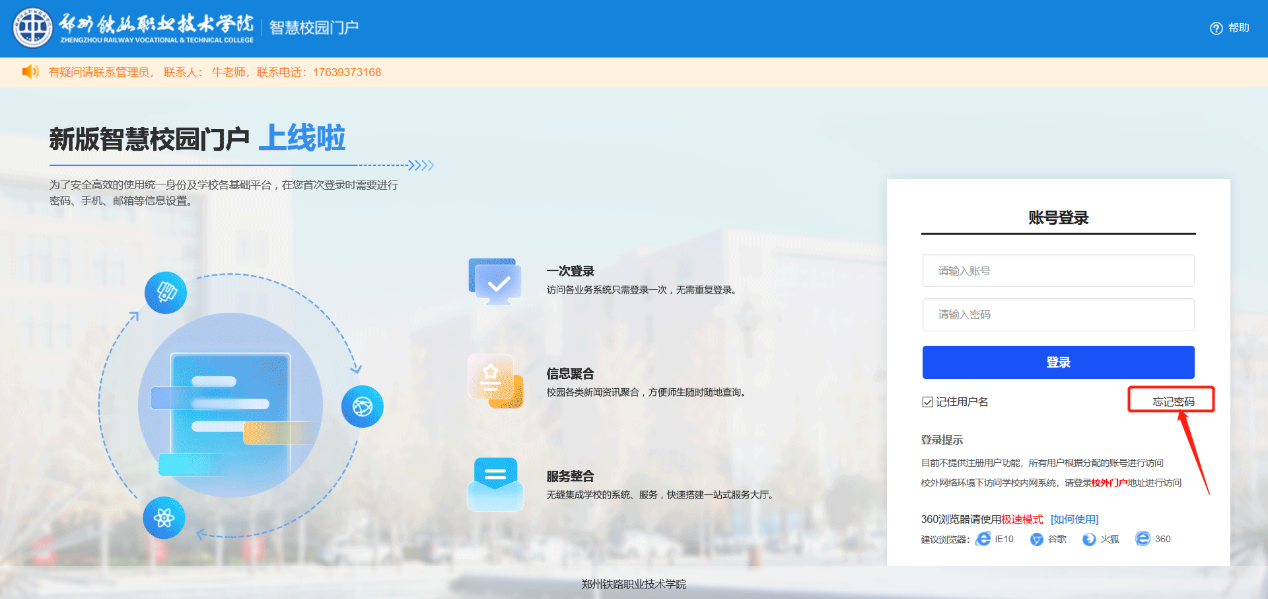 郑州铁路职业技术学院
ZHENGZHOU RAILWAY VOCATIONAL & TECHNICAL COLLEGE
智慧校园门户
帮助
有疑问请联系管理员, 联系人: 牛老师, 联系电话: 17639373168
新版智慧校园门户 上线啦
为了安全高效的使用统一身份及学校各基础平台,在您首次登录时需要进行
密码、手机、邮箱等信息设置。
一次登录
访问各业务系统只需登录一次,无需重复登录。
信息聚合
校园各类新闻资讯聚合,方便师生随时随地查询。
服务整合
无缝集成学校的系统、服务,快速搭建一站式服务大厅。
账号登录
请输入账号
请输入密码
登录
记住用户名
忘记密码
登录提示
目前不提供注册用户功能, 所有用户根据分配的账号进行访问
校外网络环境下访问学校内网系统, 请登录校外门户地址进行访问
360浏览器请使用极速模式 [如何使用]
建议浏览器: IE10 谷歌 火狐 360
郑州铁路职业技术学院